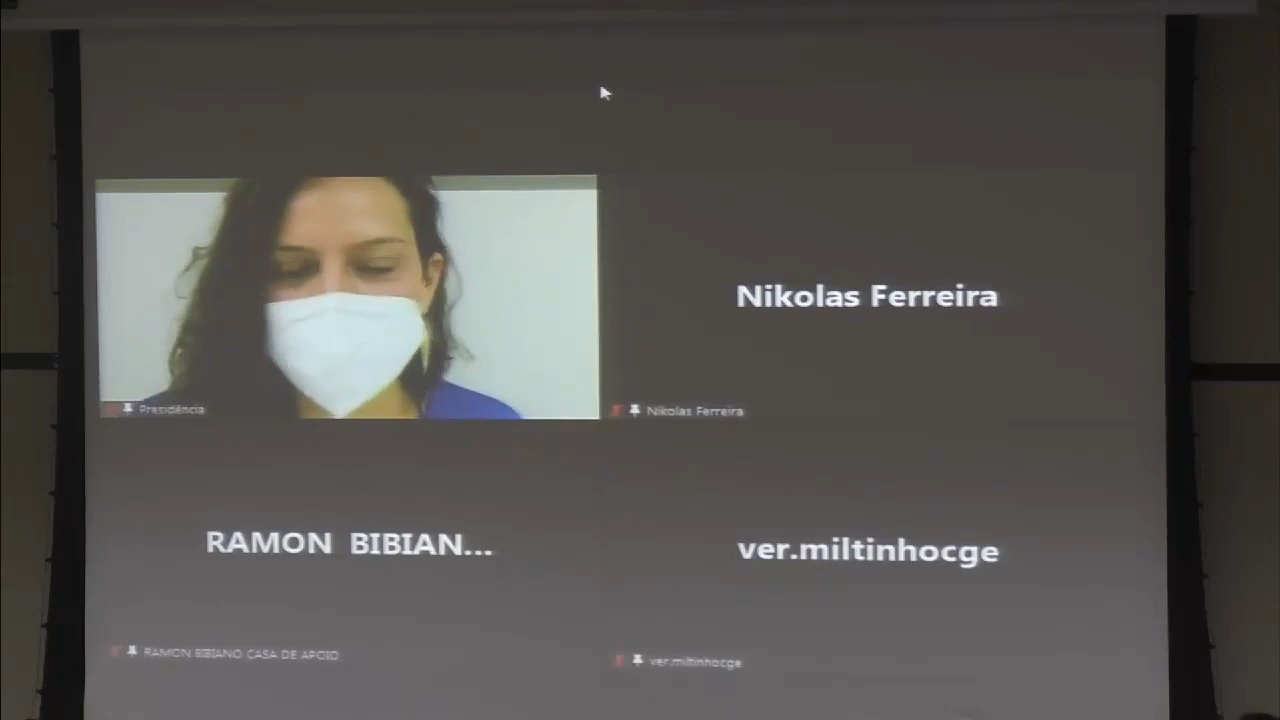 Nikolas Ferreira
Presidência
Nikolas Ferreira
RAMON BIBIAN...
ver.miltinhocge
RAMON BIBIANO CASA DE APOIO
ver.miltinhocge